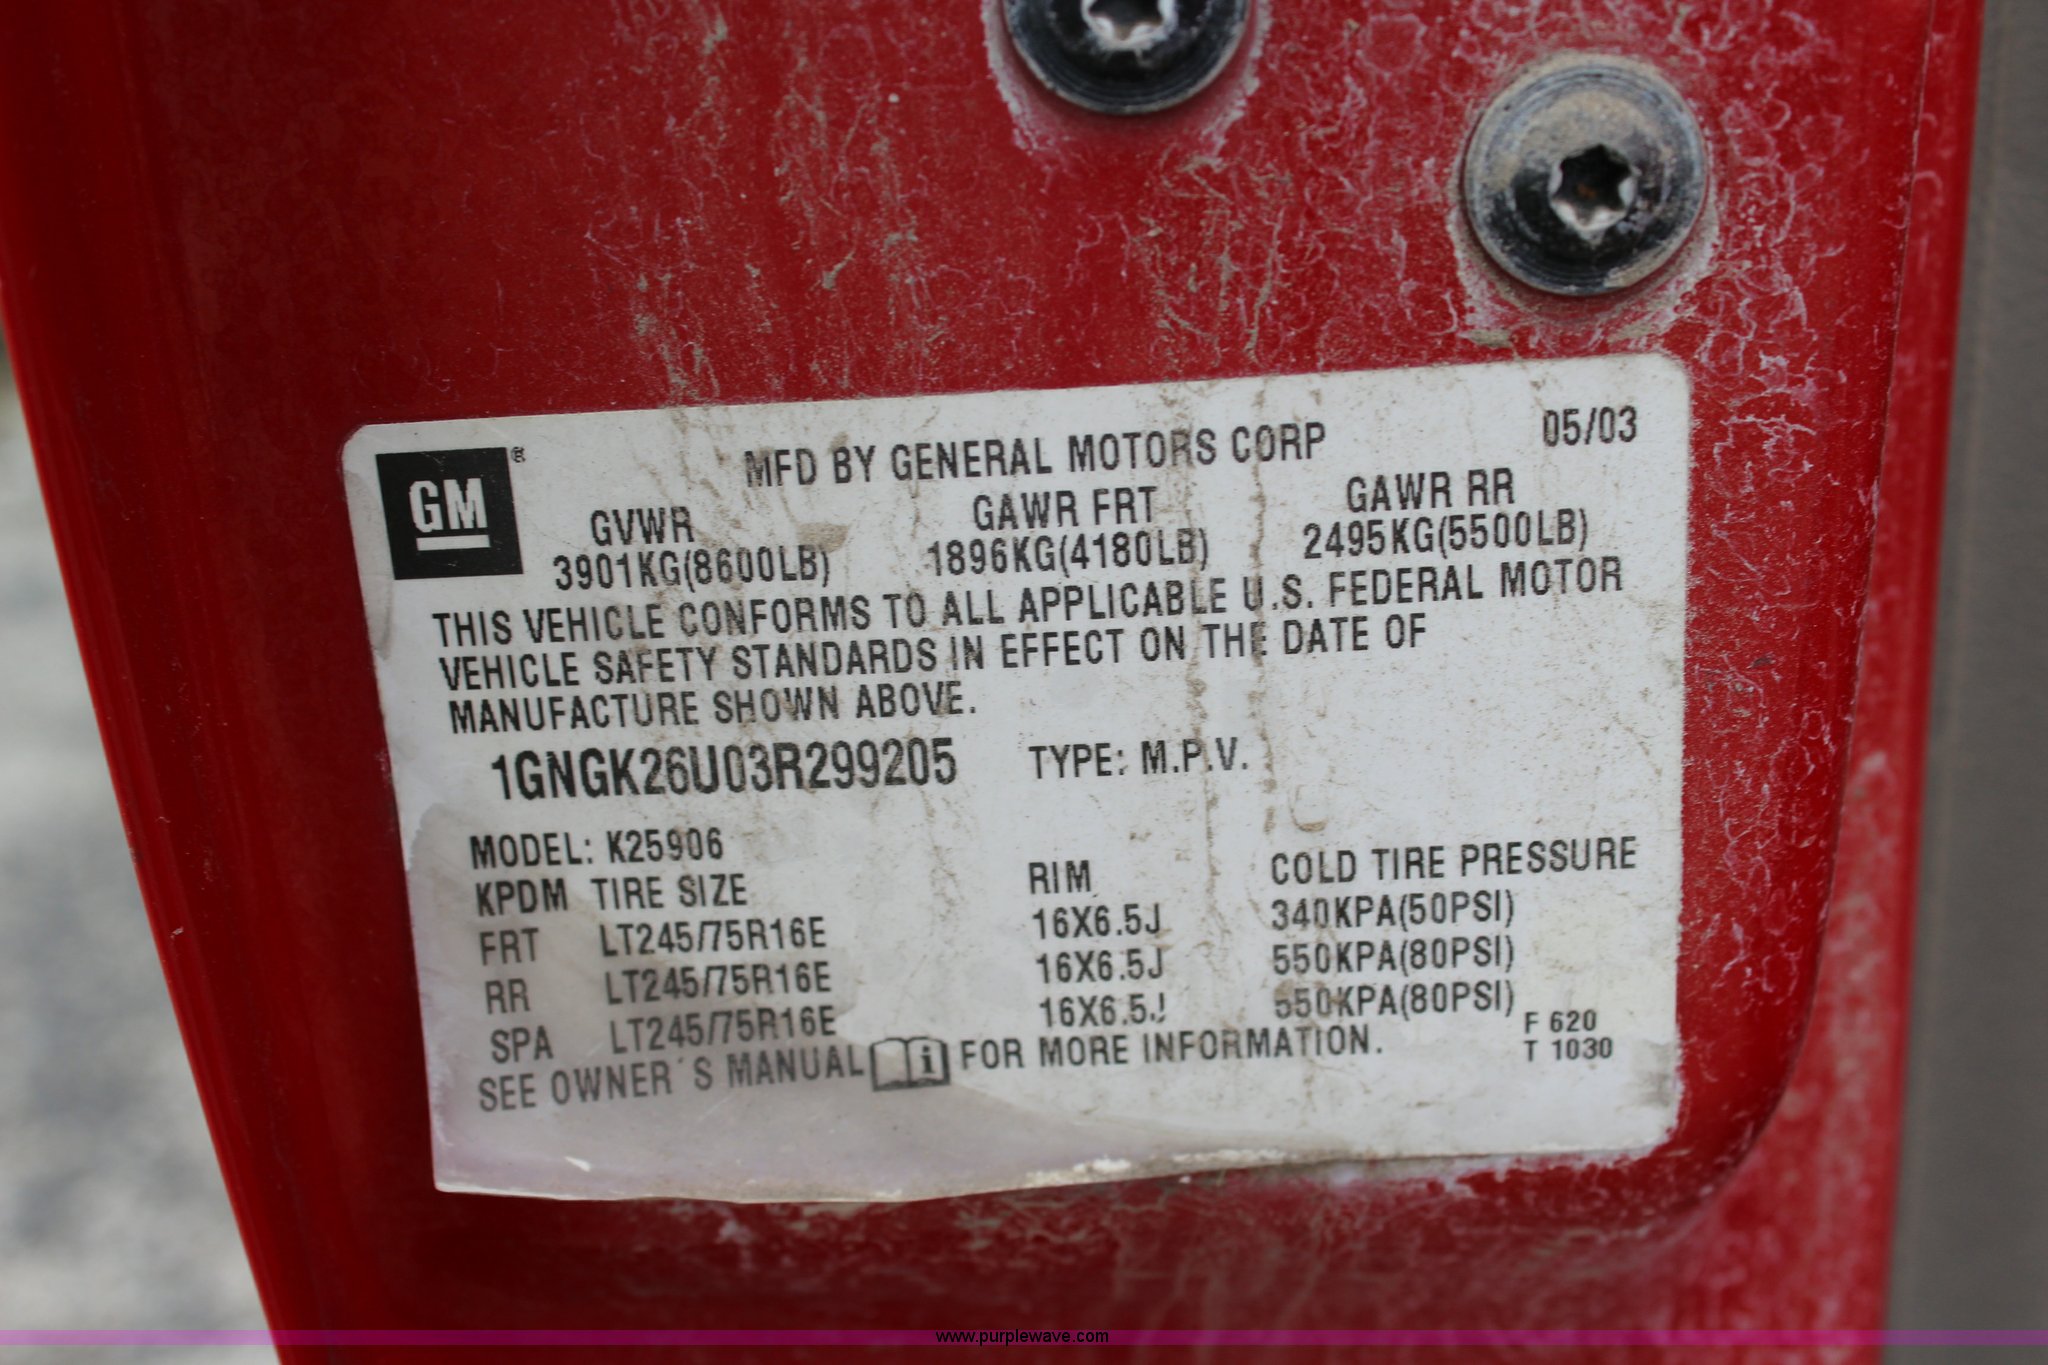 GM ®
MFD BY GENERAL MOTORS CORP 05/03
GVWR GAWR FRT GAWR RR
3901KG(8600LB) 1896KG(4180LB) 2495KG(5500LB)
THIS VEHICLE CONFORMS TO ALL APPLICABLE U.S. FEDERAL MOTOR
VEHICLE SAFETY STANDARDS IN EFFECT ON THE DATE OF
MANUFACTURE SHOWN ABOVE.
1GNGK26U03R299205 TYPE: M.P.V.
MODEL: K25906
KPDM TIRE SIZE RIM COLD TIRE PRESSURE
FRT LT245/75R16E 16X6.5J 340KPA(50PSI)
RR LT245/75R16E 16X6.5J 550KPA(80PSI)
SPA LT245/75R16E 16X6.5J 550KPA(80PSI)
SEE OWNER´S MANUAL FOR MORE INFORMATION.
F 620
T 1030
www.purplewave.com